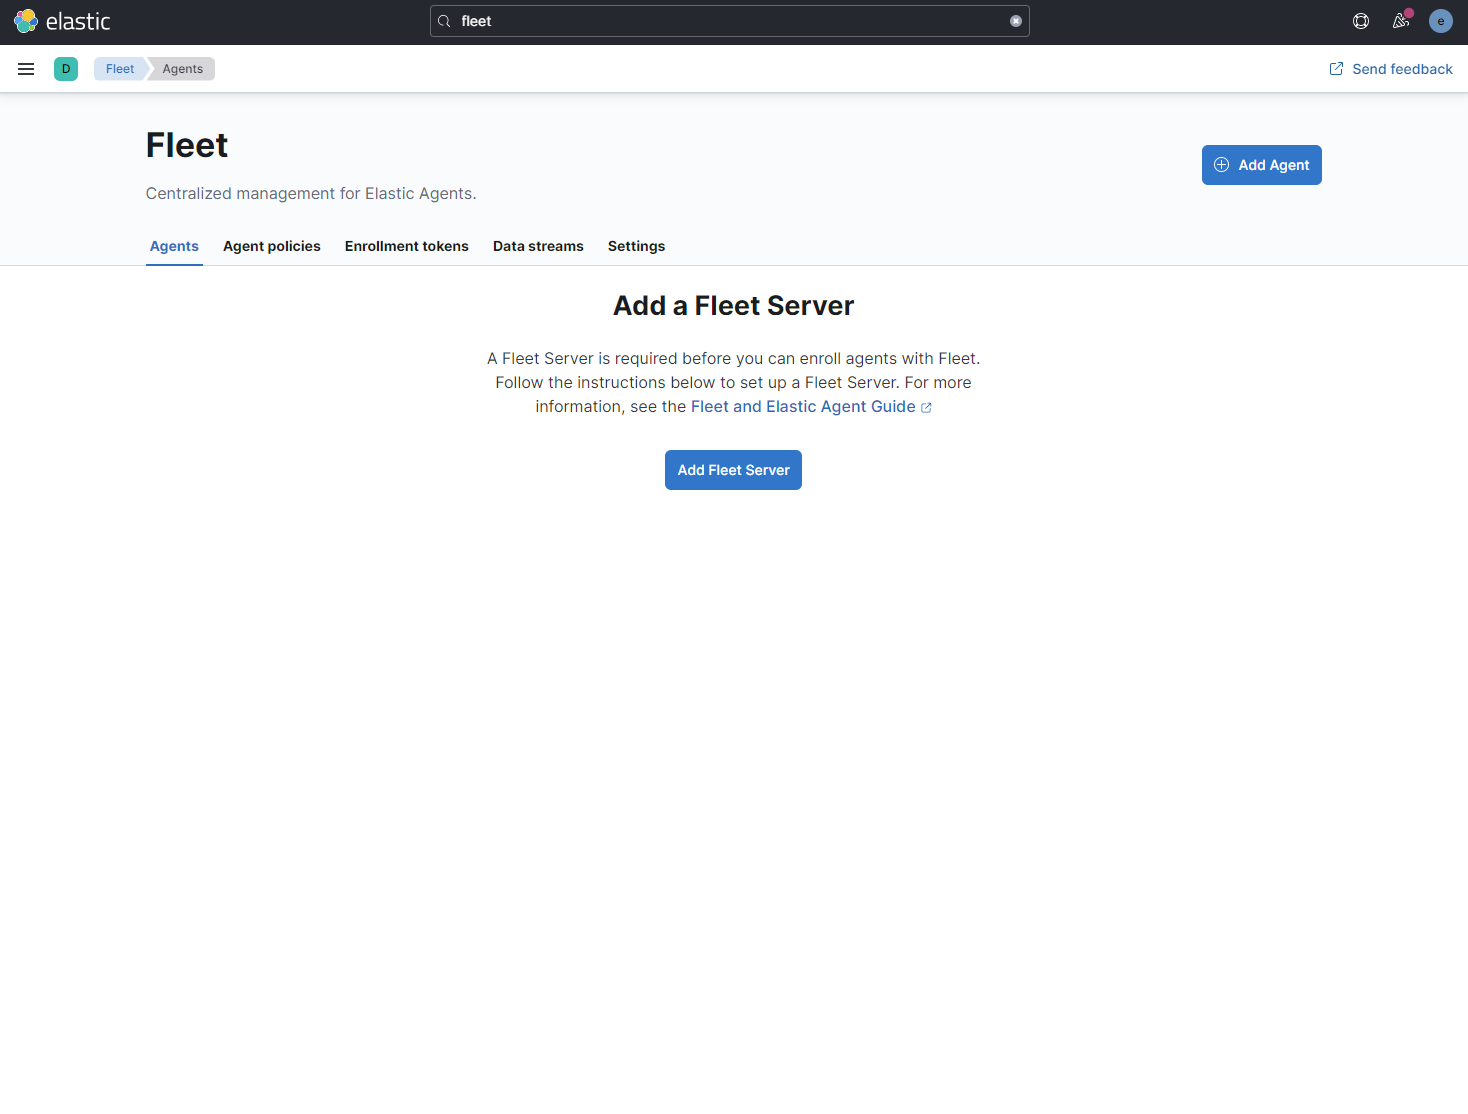 elastic
fleet
e
D
Fleet
Agents
Send feedback
Fleet
Add Agent
Centralized management for Elastic Agents.
Agents
Agent policies
Enrollment tokens
Data streams
Settings
Add a Fleet Server
A Fleet Server is required before you can enroll agents with Fleet.
Follow the instructions below to set up a Fleet Server. For more
information, see the Fleet and Elastic Agent Guide
Add Fleet Server